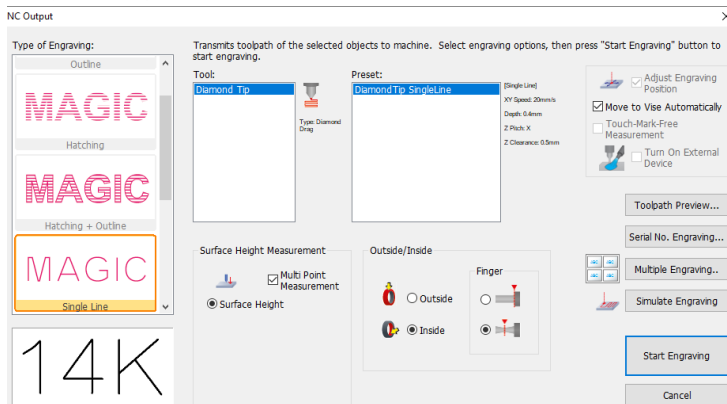 NC Output
Type of Engraving:
Outline
MAGIC
Hatching
MAGIC
Hatching + Outline
MAGIC
Single Line
14K
Transmits toolpath of the selected objects to machine. Select engraving options, then press "Start Engraving" button to
start engraving.
Tool:
Diamond Tip
Type: Diamond
Drag
Preset:
DiamondTip SingleLine
[Single Line]
XY Speed: 20mm/s
Depth: 0.4mm
Z Pitch: X
Z Clearance: 0.5mm
Adjust Engraving
Position
Move to Vise Automatically
Touch-Mark-Free
Measurement
Turn On External
Device
Surface Height Measurement
Multi Point
Measurement
Surface Height
Outside/Inside
Outside
Inside
Finger
Toolpath Preview...
Serial No. Engraving...
Multiple Engraving..
Simulate Engraving
Start Engraving
Cancel